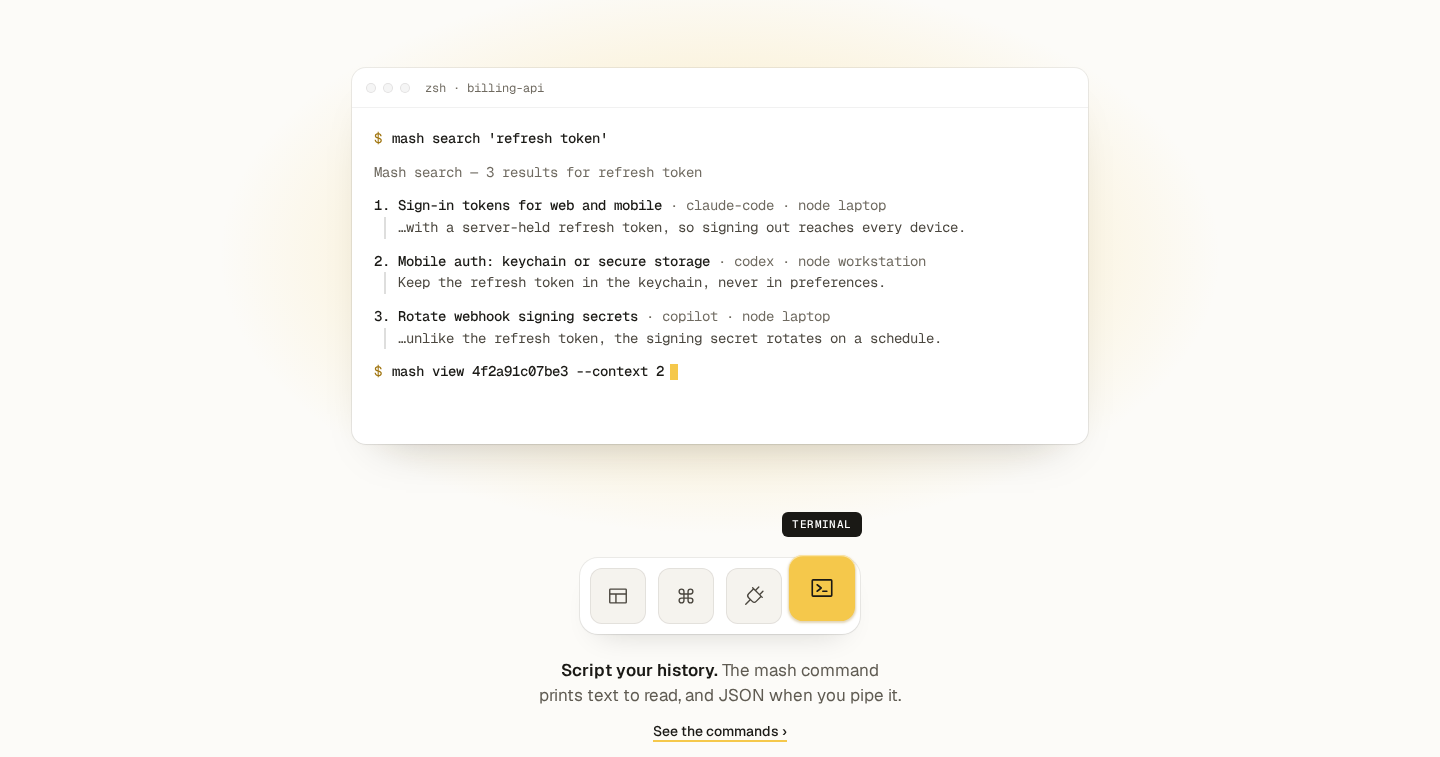 zsh · billing-api
$ mash search 'refresh token'
Mash search — 3 results for refresh token
1. Sign-in tokens for web and mobile · claude-code · node laptop
…with a server-held refresh token, so signing out reaches every device.
2. Mobile auth: keychain or secure storage · codex · node workstation
Keep the refresh token in the keychain, never in preferences.
3. Rotate webhook signing secrets · copilot · node laptop
…unlike the refresh token, the signing secret rotates on a schedule.
$ mash view 4f2a91c07be3 --context 2
TERMINAL
Script your history. The mash command
prints text to read, and JSON when you pipe it.
See the commands ›